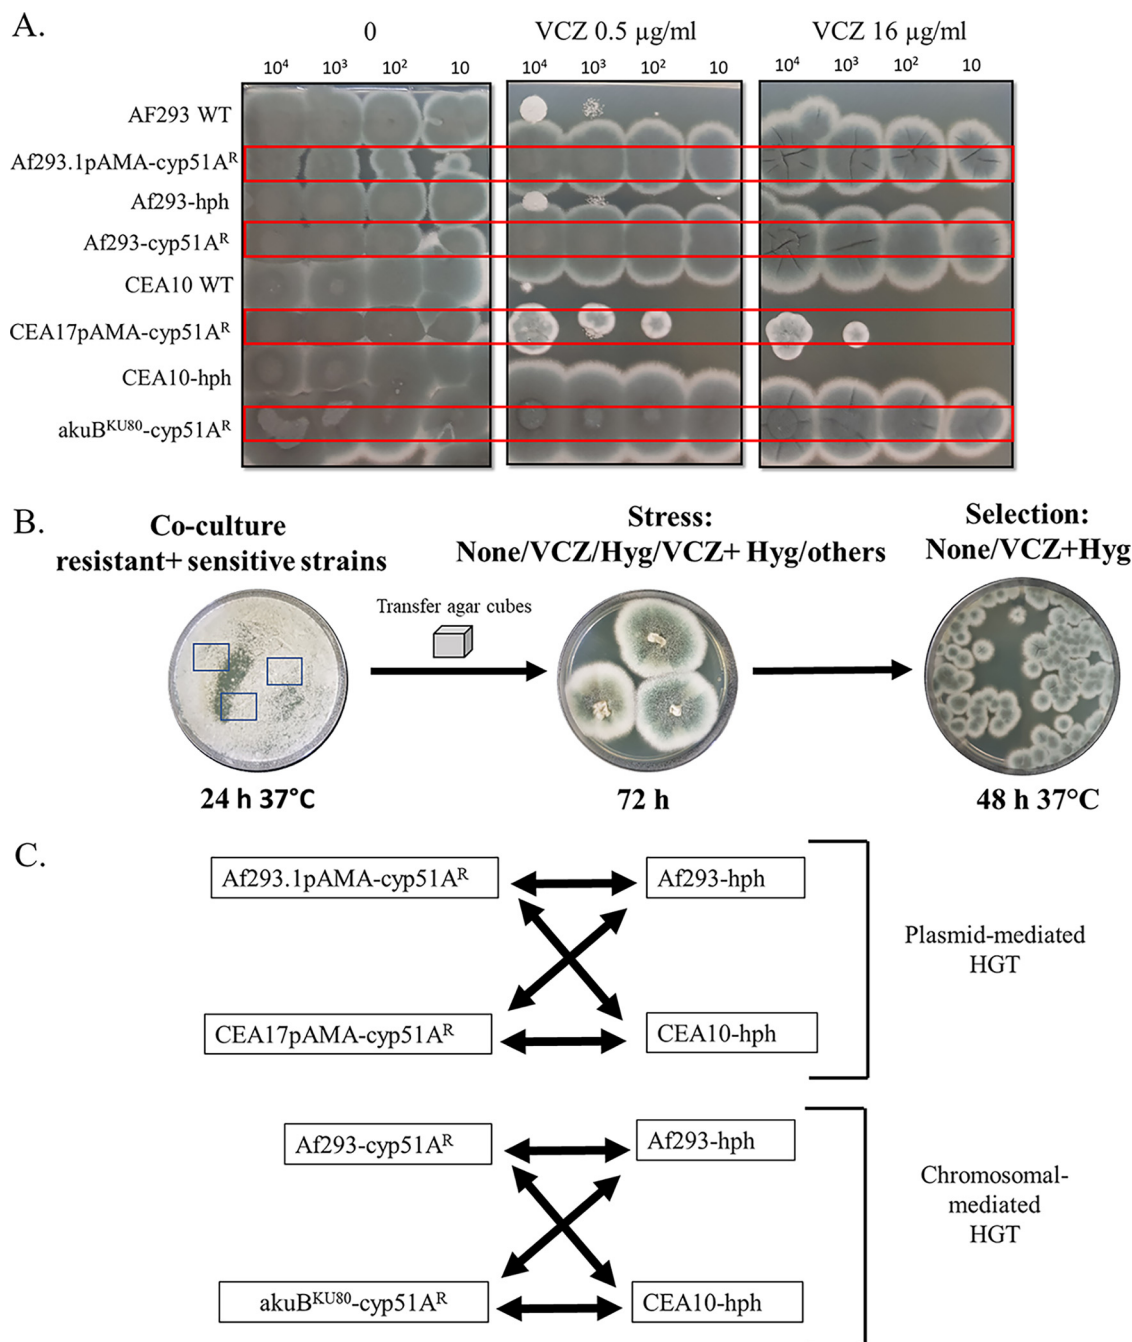 A.
0 VCZ 0.5 µg/ml VCZ 16 µg/ml
10⁴ 10³ 10² 10 10⁴ 10³ 10² 10 10⁴ 10³ 10² 10
AF293 WT
Af293.1pAMA-cyp51Aᴿ
Af293-hph
Af293-cyp51Aᴿ
CEA10 WT
CEA17pAMA-cyp51Aᴿ
CEA10-hph
akuBᴷᵁ⁸⁰-cyp51Aᴿ
B.
Co-culture
resistant+ sensitive strains
Transfer agar cubes
Stress:
None/VCZ/Hyg/VCZ+ Hyg/others
Selection:
None/VCZ+Hyg
24 h 37°C
72 h
48 h 37°C
C.
Af293.1pAMA-cyp51Aᴿ Af293-hph
CEA17pAMA-cyp51Aᴿ CEA10-hph
Plasmid-mediated
HGT
Af293-cyp51Aᴿ Af293-hph
akuBᴷᵁ⁸⁰-cyp51Aᴿ CEA10-hph
Chromosomal-
mediated
HGT